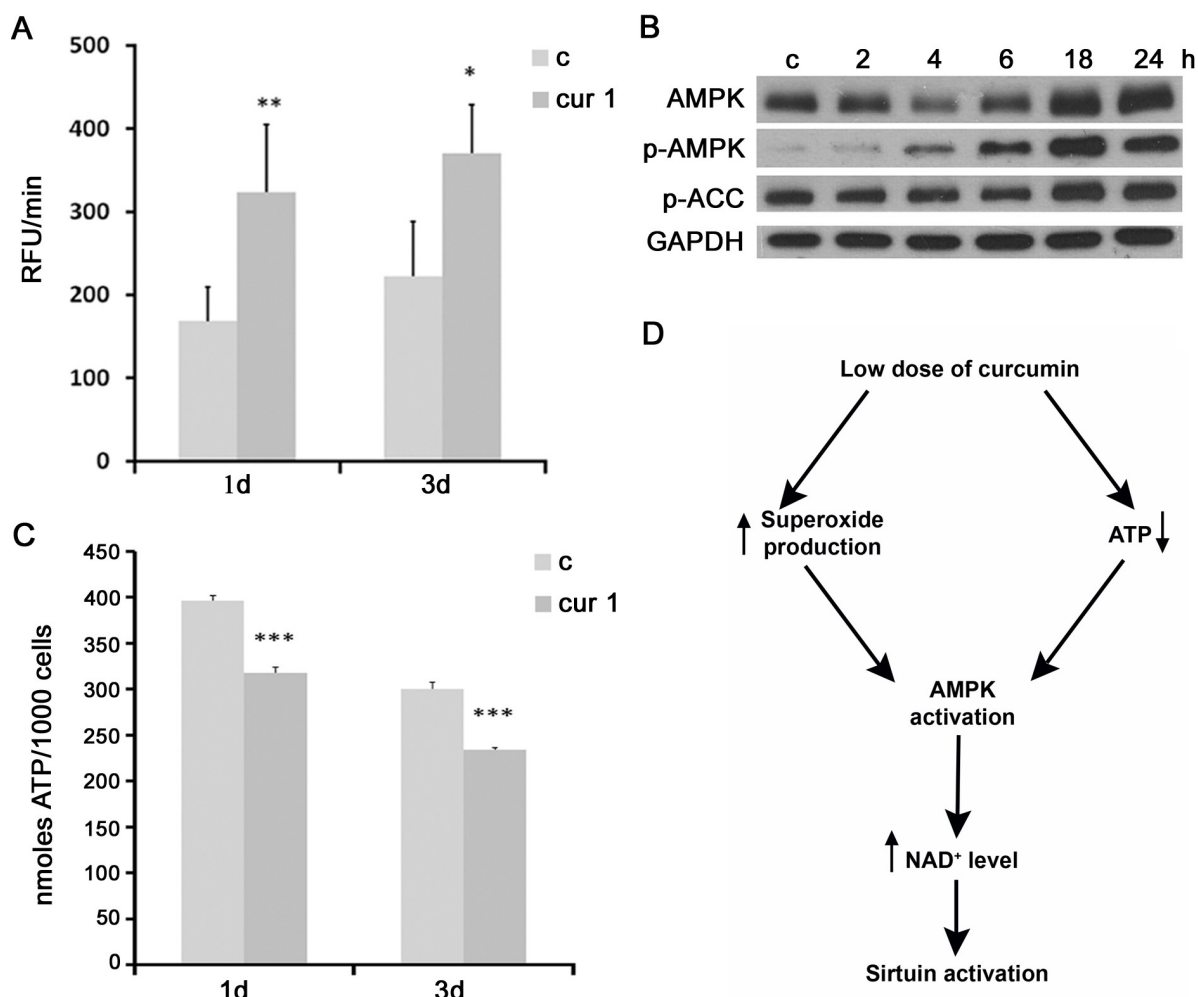 A
500
400
300
200
100
0
RFU/min
c
cur 1
**
*
1d
3d
B
c 2 4 6 18 24 h
AMPK
p-AMPK
p-ACC
GAPDH
C
450
400
350
300
250
200
150
100
50
0
nmoles ATP/1000 cells
c
cur 1
***
***
1d
3d
D
Low dose of curcumin
Superoxide
production
ATP
AMPK
activation
NAD⁺ level
Sirtuin activation